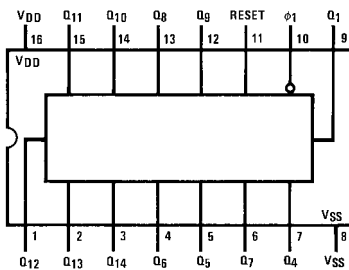 VDD Q11 Q10 Q8 Q9 RESET ϕ1 Q1
16 15 14 13 12 11 10 9
VDD
VSS
1 2 3 4 5 6 7 8
Q12 Q13 Q14 Q6 Q5 Q7 Q4 VSS